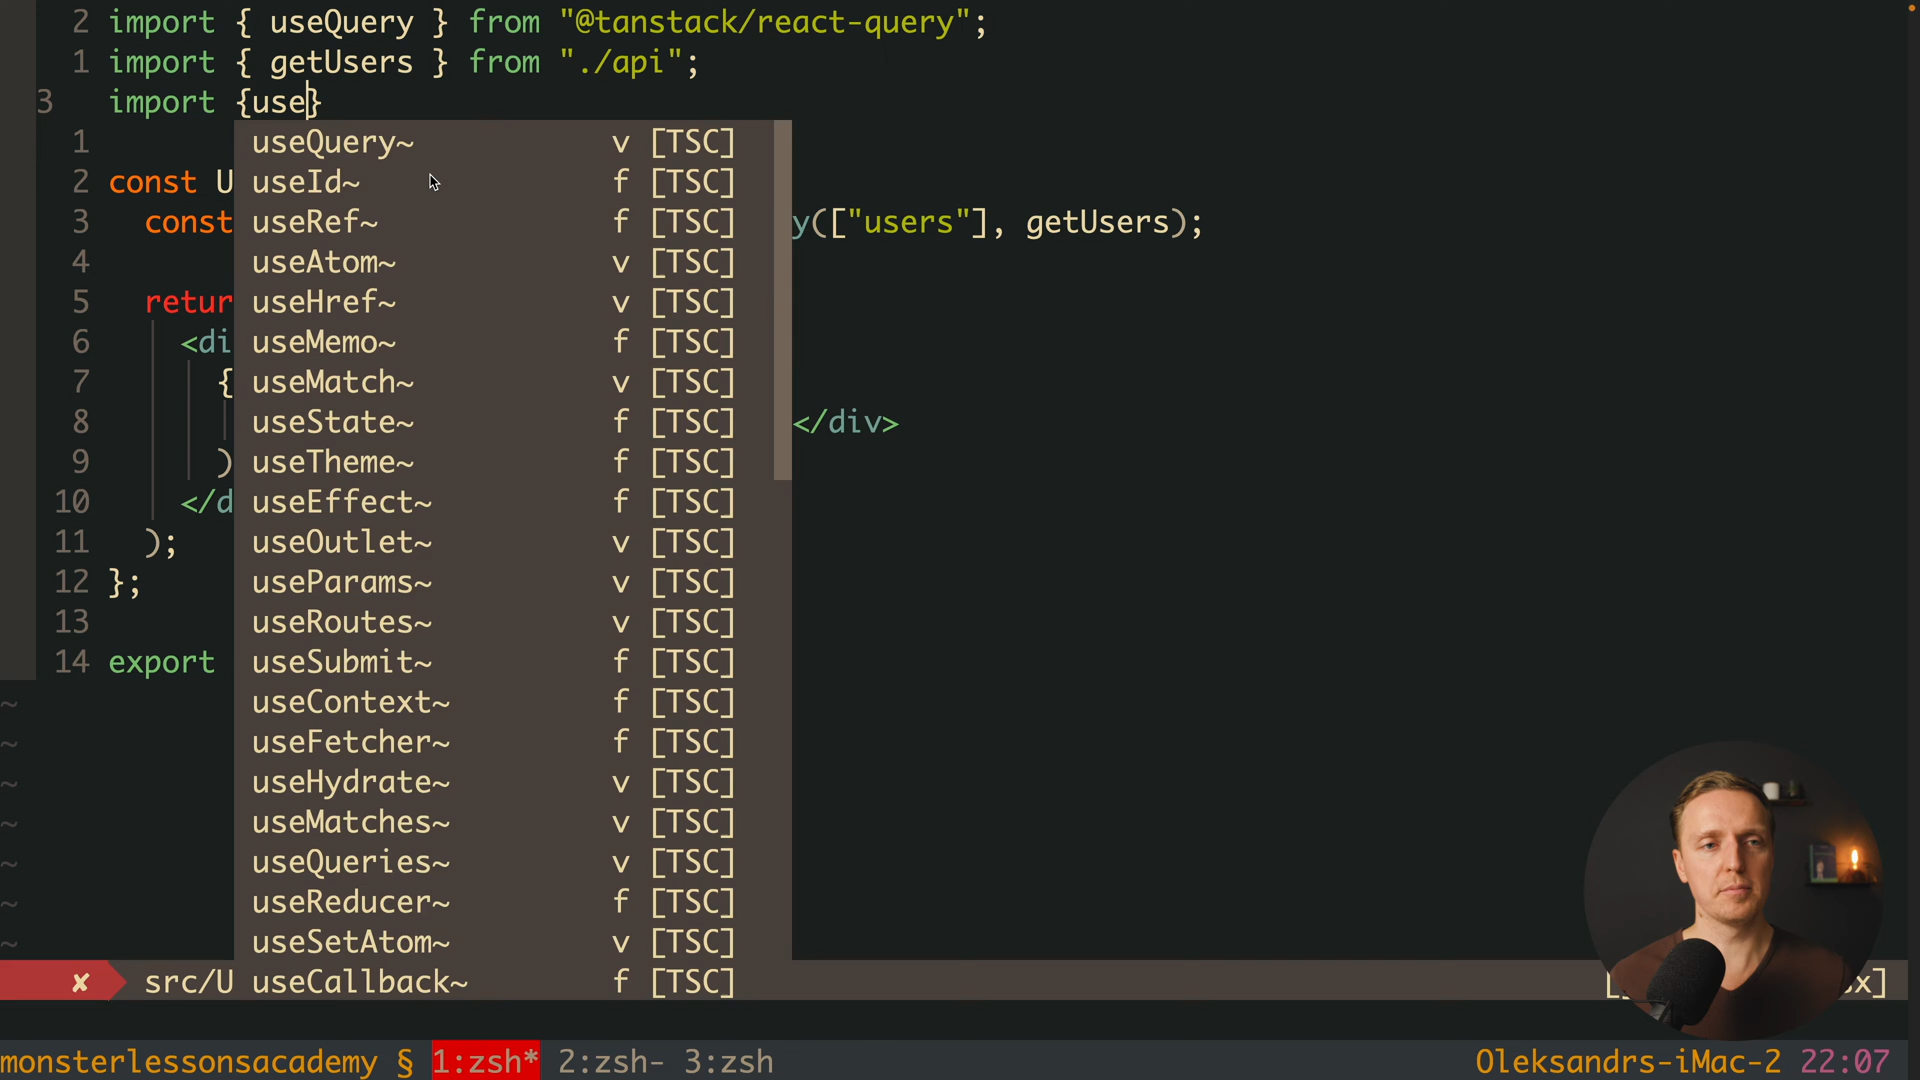 2 import { useQuery } from "@tanstack/react-query";
1 import { getUsers } from "./api";
3 import {use}
1 useQuery~ v [TSC]
2 const U useId~ f [TSC]
3 const useRef~ f [TSC] y(["users"], getUsers);
4 useAtom~ v [TSC]
5 retur useHref~ v [TSC]
6 <di useMemo~ f [TSC]
7 { useMatch~ v [TSC]
8 useState~ f [TSC] </div>
9 ) useTheme~ f [TSC]
10 </d useEffect~ f [TSC]
11 ); useOutlet~ v [TSC]
12 }; useParams~ v [TSC]
13 useRoutes~ v [TSC]
14 export useSubmit~ f [TSC]
~ useContext~ f [TSC]
~ useFetcher~ f [TSC]
~ useHydrate~ v [TSC]
~ useMatches~ v [TSC]
~ useQueries~ v [TSC]
~ useReducer~ f [TSC]
~ useSetAtom~ v [TSC]
✘ src/U useCallback~ f [TSC]
monsterlessonsacademy § 1:zsh* 2:zsh- 3:zsh Oleksandrs-iMac-2 22:07